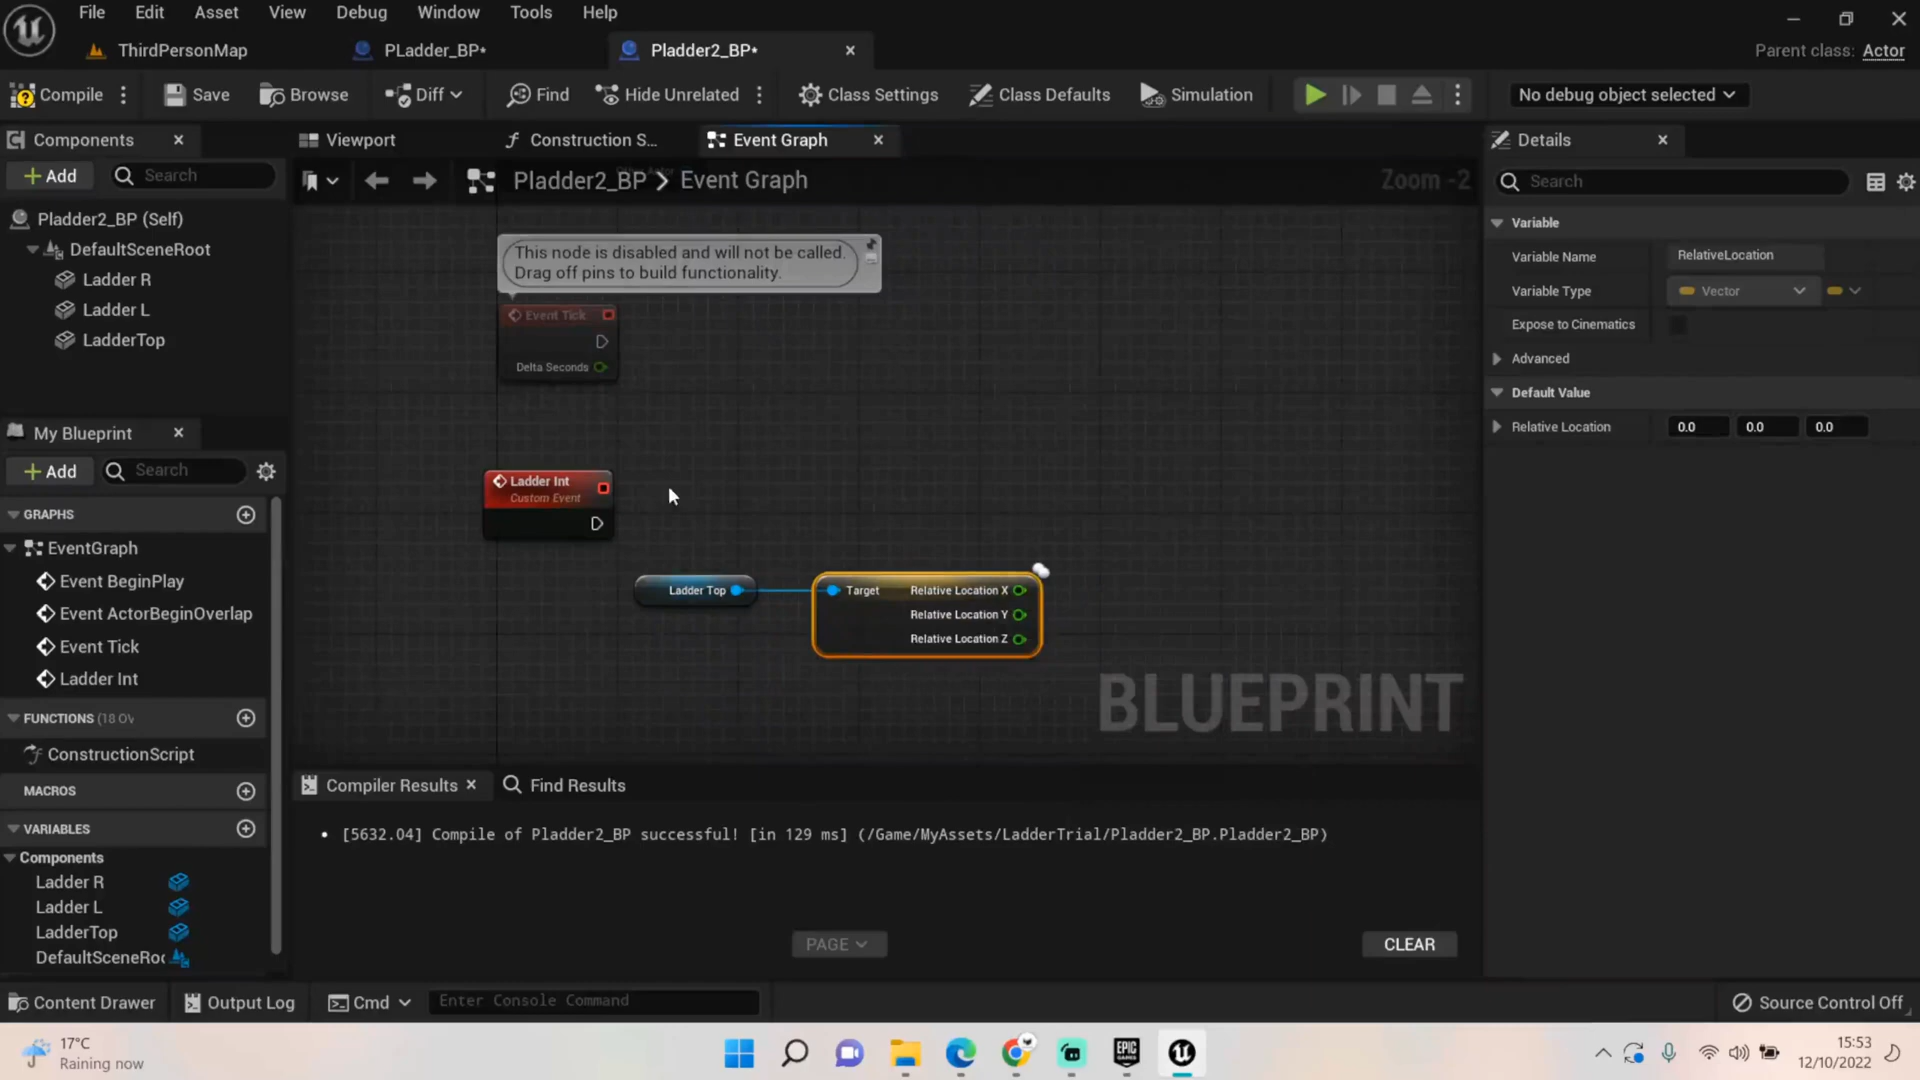 File Edit Asset View Debug Window Tools Help
ThirdPersonMap PLadder_BP* Pladder2_BP* Parent class: Actor
Compile Save Browse Diff Find Hide Unrelated Class Settings Class Defaults Simulation No debug object selected
Components Viewport Construction S... Event Graph Details
Add Search Pladder2_BP > Event Graph Zoom -2 Search
Pladder2_BP (Self)
DefaultSceneRoot
Ladder R
Ladder L
LadderTop
This node is disabled and will not be called.
Drag off pins to build functionality.
Event Tick
Delta Seconds
Ladder Int
Custom Event
Ladder Top Target Relative Location X
Relative Location Y
Relative Location Z
BLUEPRINT
Variable
Variable Name RelativeLocation
Variable Type Vector
Expose to Cinematics
Advanced
Default Value
Relative Location 0.0 0.0 0.0
My Blueprint
Add Search
GRAPHS
EventGraph
Event BeginPlay
Event ActorBeginOverlap
Event Tick
Ladder Int
FUNCTIONS (18 OV
ConstructionScript
MACROS
VARIABLES
Components
Ladder R
Ladder L
LadderTop
DefaultSceneRoo
Compiler Results Find Results
[5632.04] Compile of Pladder2_BP successful! [in 129 ms] (/Game/MyAssets/LadderTrial/Pladder2_BP.Pladder2_BP)
PAGE CLEAR
Content Drawer Output Log Cmd Enter Console Command Source Control Off
17°C
Raining now
EPIC
GAMES
15:53
12/10/2022